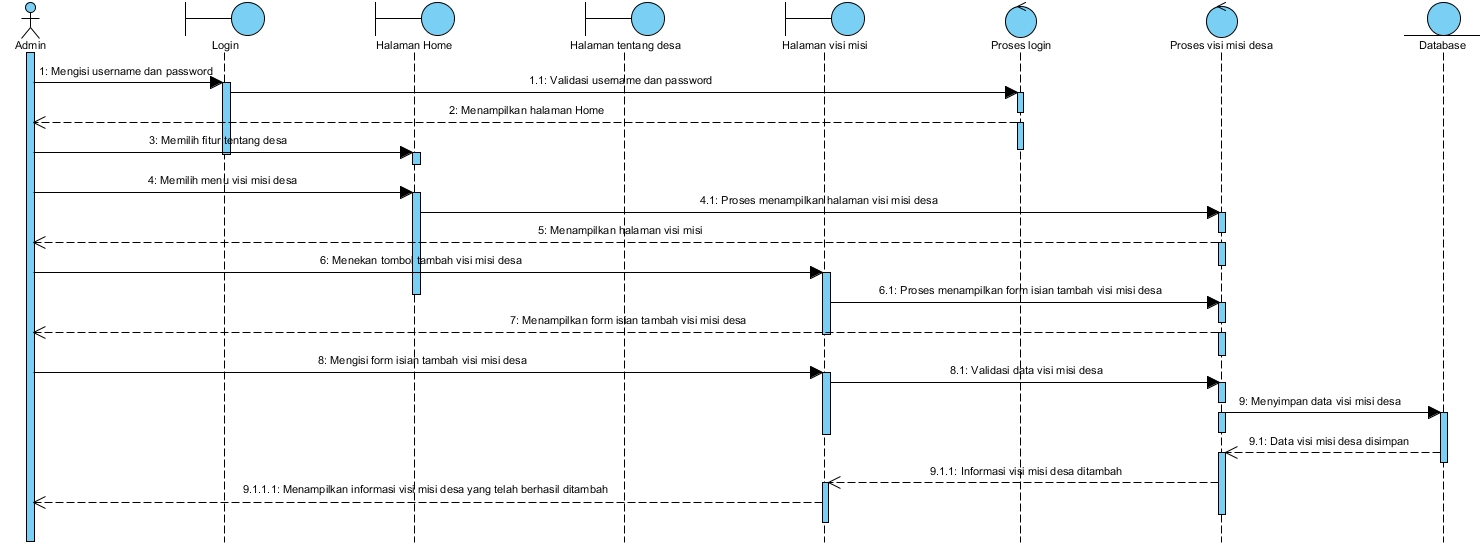 Admin
Login
Halaman Home
Halaman tentang desa
Halaman visi misi
Proses login
Proses visi misi desa
Database
1: Mengisi username dan password
1.1: Validasi username dan password
2: Menampilkan halaman Home
3: Memilih fitur tentang desa
4: Memilih menu visi misi desa
4.1: Proses menampilkan halaman visi misi desa
5: Menampilkan halaman visi misi
6: Menekan tombol tambah visi misi desa
6.1: Proses menampilkan form isian tambah visi misi desa
7: Menampilkan form isian tambah visi misi desa
8: Mengisi form isian tambah visi misi desa
8.1: Validasi data visi misi desa
9: Menyimpan data visi misi desa
9.1: Data visi misi desa disimpan
9.1.1: Informasi visi misi desa ditambah
9.1.1.1: Menampilkan informasi visi misi desa yang telah berhasil ditambah